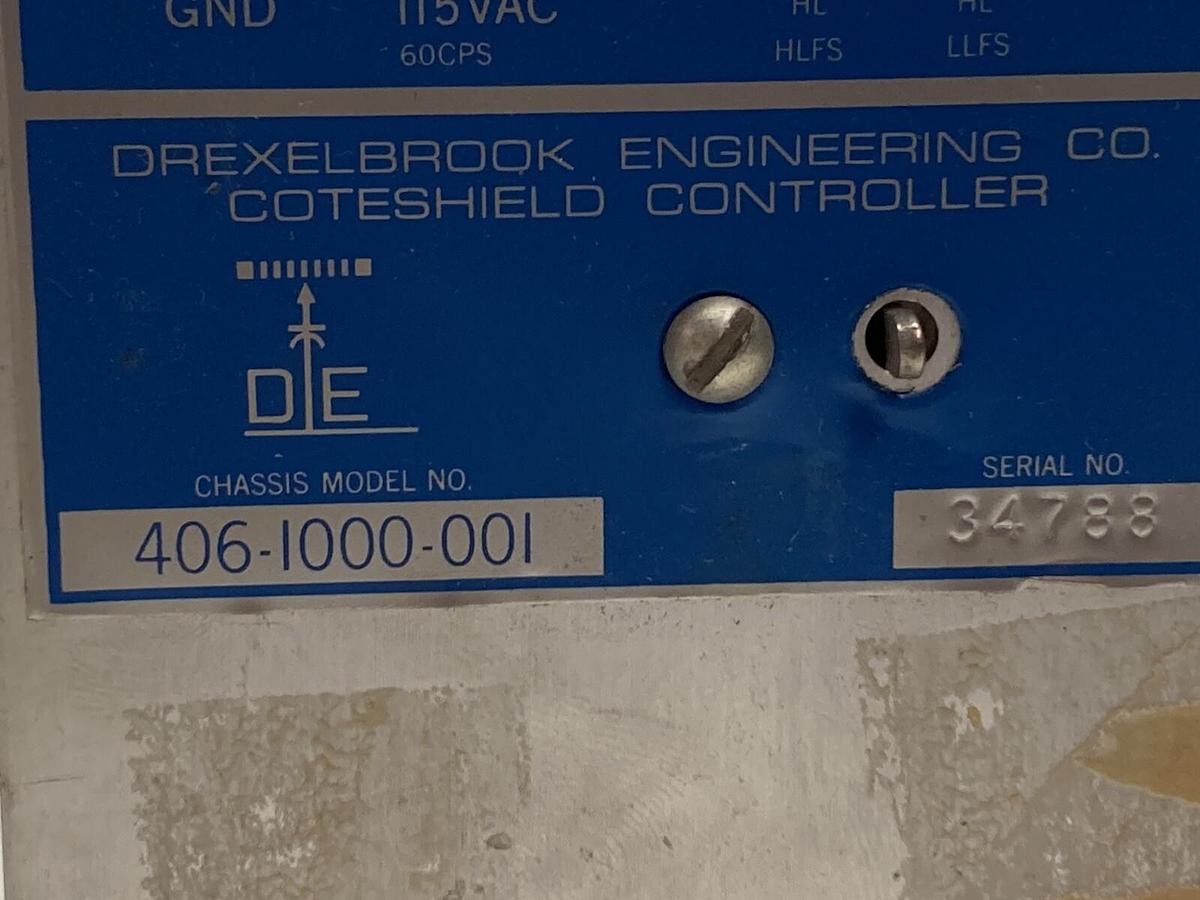 GND 115VAC HL HL
60CPS HLFS LLFS
DREXELBROOK ENGINEERING CO.
COTESHIELD CONTROLLER
DE
CHASSIS MODEL NO. SERIAL NO.
406-1000-001 34788